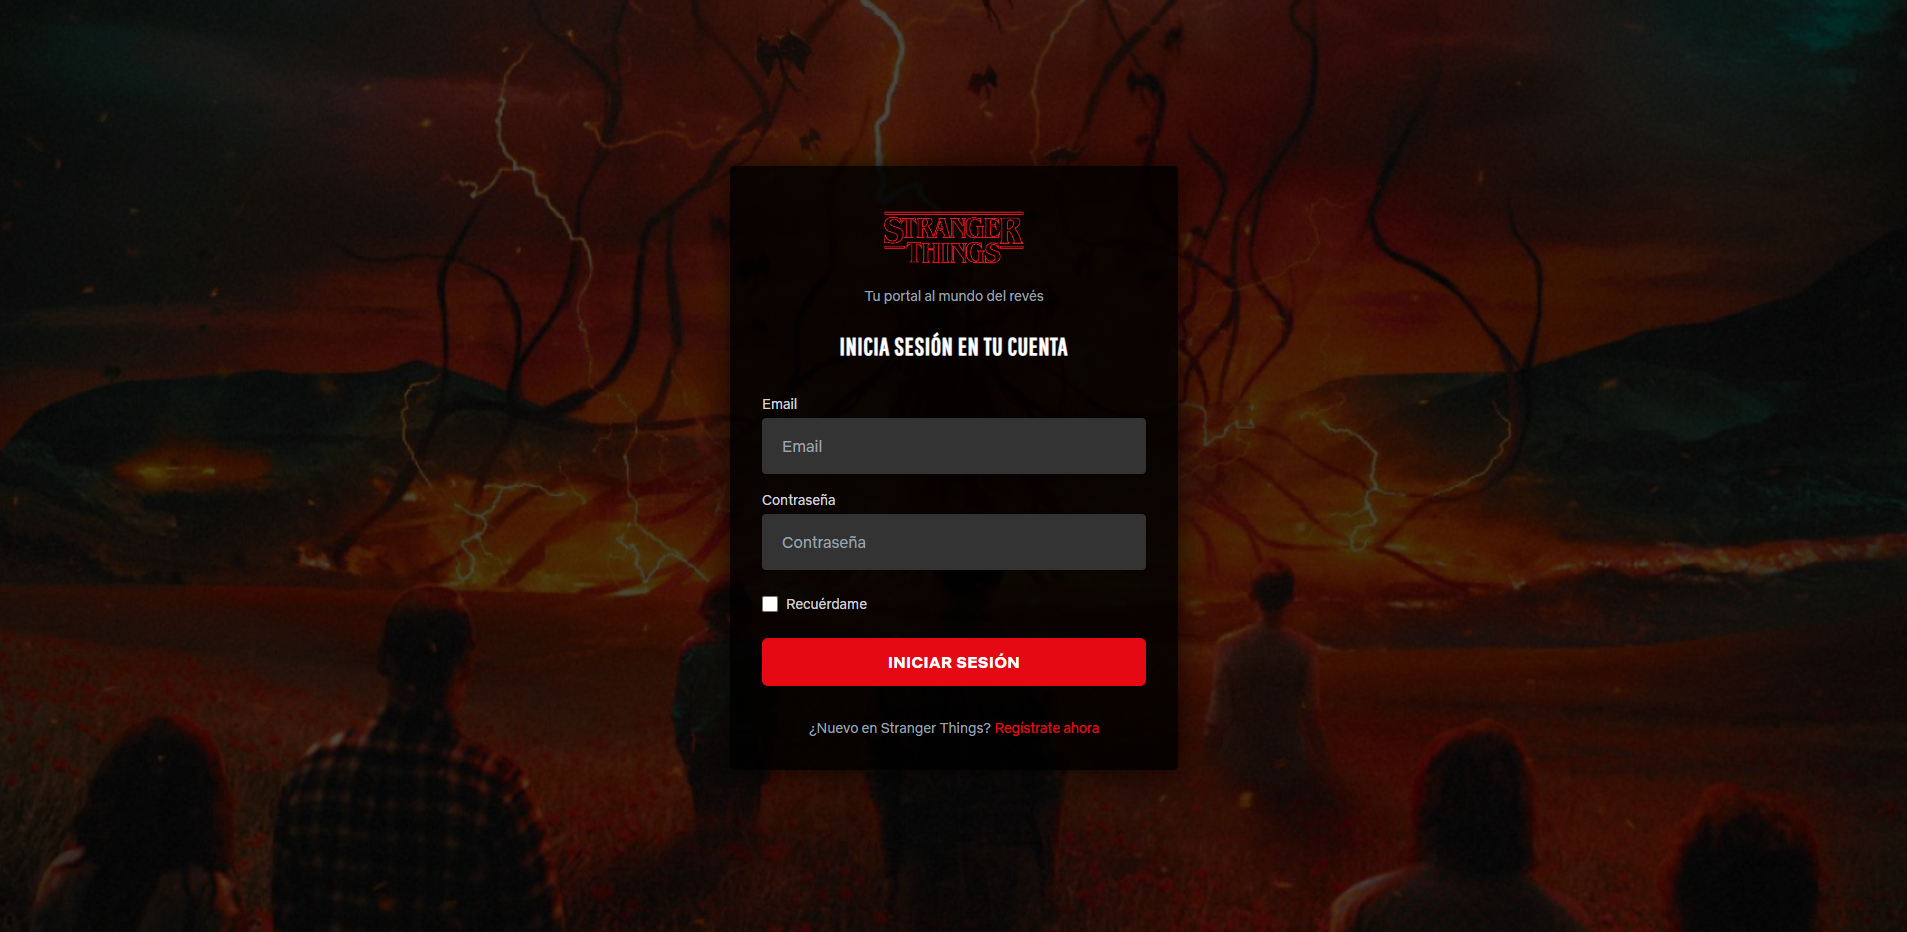 STRANGER
THINGS
Tu portal al mundo del revés
INICIA SESIÓN EN TU CUENTA
Email
Email
Contraseña
Contraseña
Recuérdame
INICIAR SESIÓN
¿Nuevo en Stranger Things? Regístrate ahora